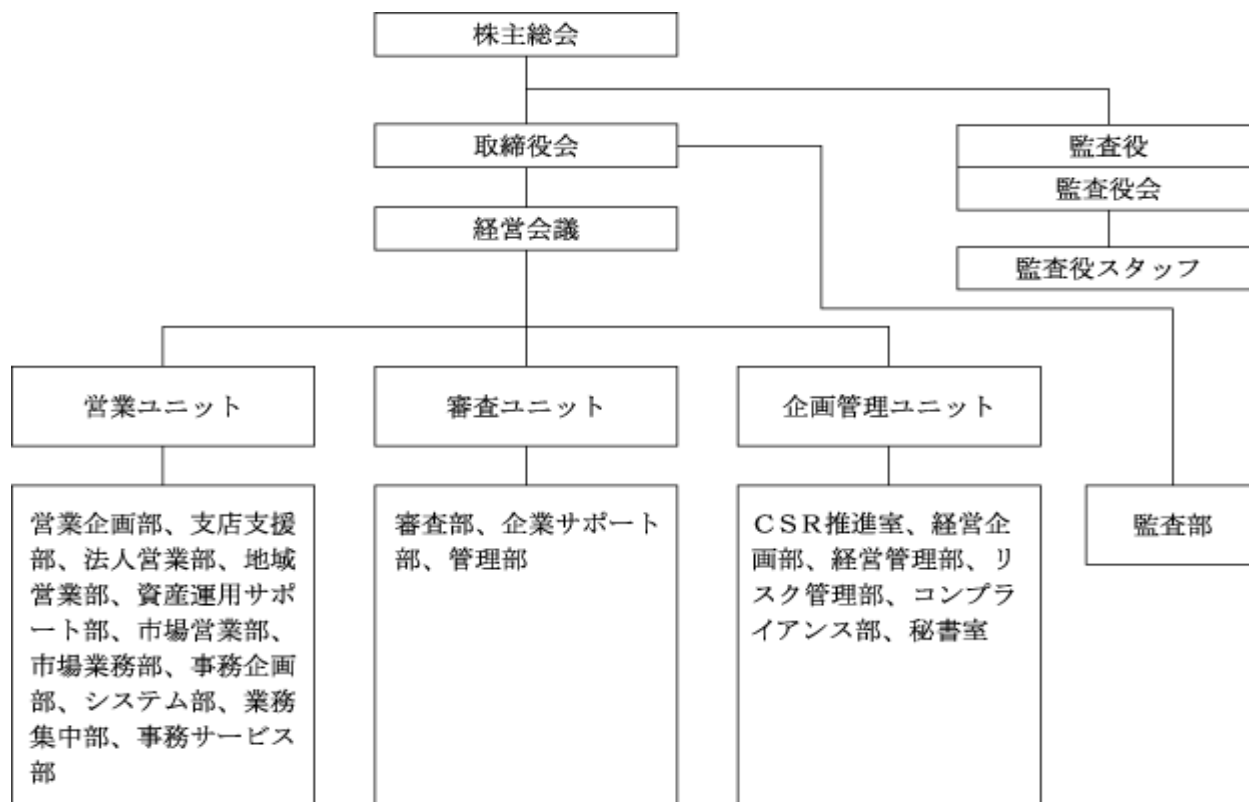 株主総会
取締役会
監査役
監査役会
経営会議
監査役スタッフ
営業ユニット
審査ユニット
企画管理ユニット
営業企画部、支店支援
部、法人営業部、地域
営業部、資産運用サポ
ート部、市場営業部、
市場業務部、事務企画
部、システム部、業務
集中部、事務サービス
部
審査部、企業サポート
部、管理部
ＣＳＲ推進室、経営企
画部、経営管理部、リ
スク管理部、コンプラ
イアンス部、秘書室
監査部